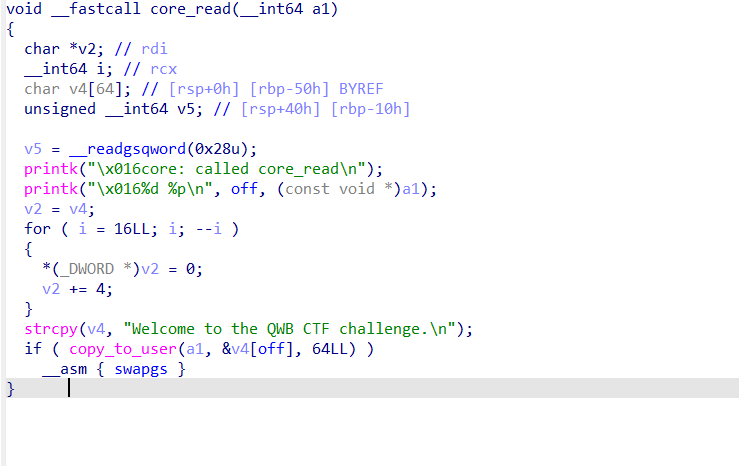 void __fastcall core_read(__int64 a1)
{
  char *v2; // rdi
  __int64 i; // rcx
  char v4[64]; // [rsp+0h] [rbp-50h] BYREF
  unsigned __int64 v5; // [rsp+40h] [rbp-10h]

  v5 = __readgsqword(0x28u);
  printk("\x016core: called core_read\n");
  printk("\x016%d %p\n", off, (const void *)a1);
  v2 = v4;
  for ( i = 16LL; i; --i )
  {
    *(_DWORD *)v2 = 0;
    v2 += 4;
  }
  strcpy(v4, "Welcome to the QWB CTF challenge.\n");
  if ( copy_to_user(a1, &v4[off], 64LL) )
    __asm { swapgs }
}